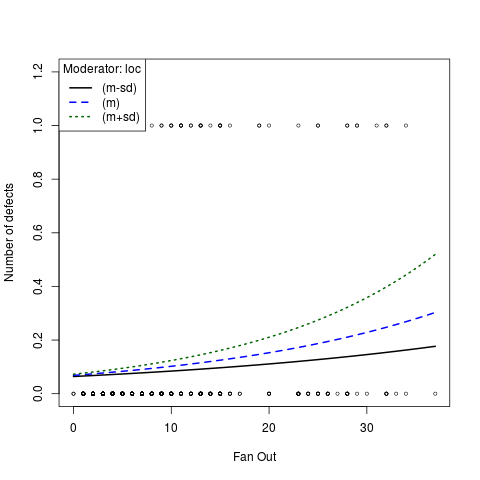 Moderator: loc
(m-sd)
(m)
(m+sd)
1.2
1.0
0.8
0.6
0.4
0.2
0.0
Number of defects
0 10 20 30
Fan Out